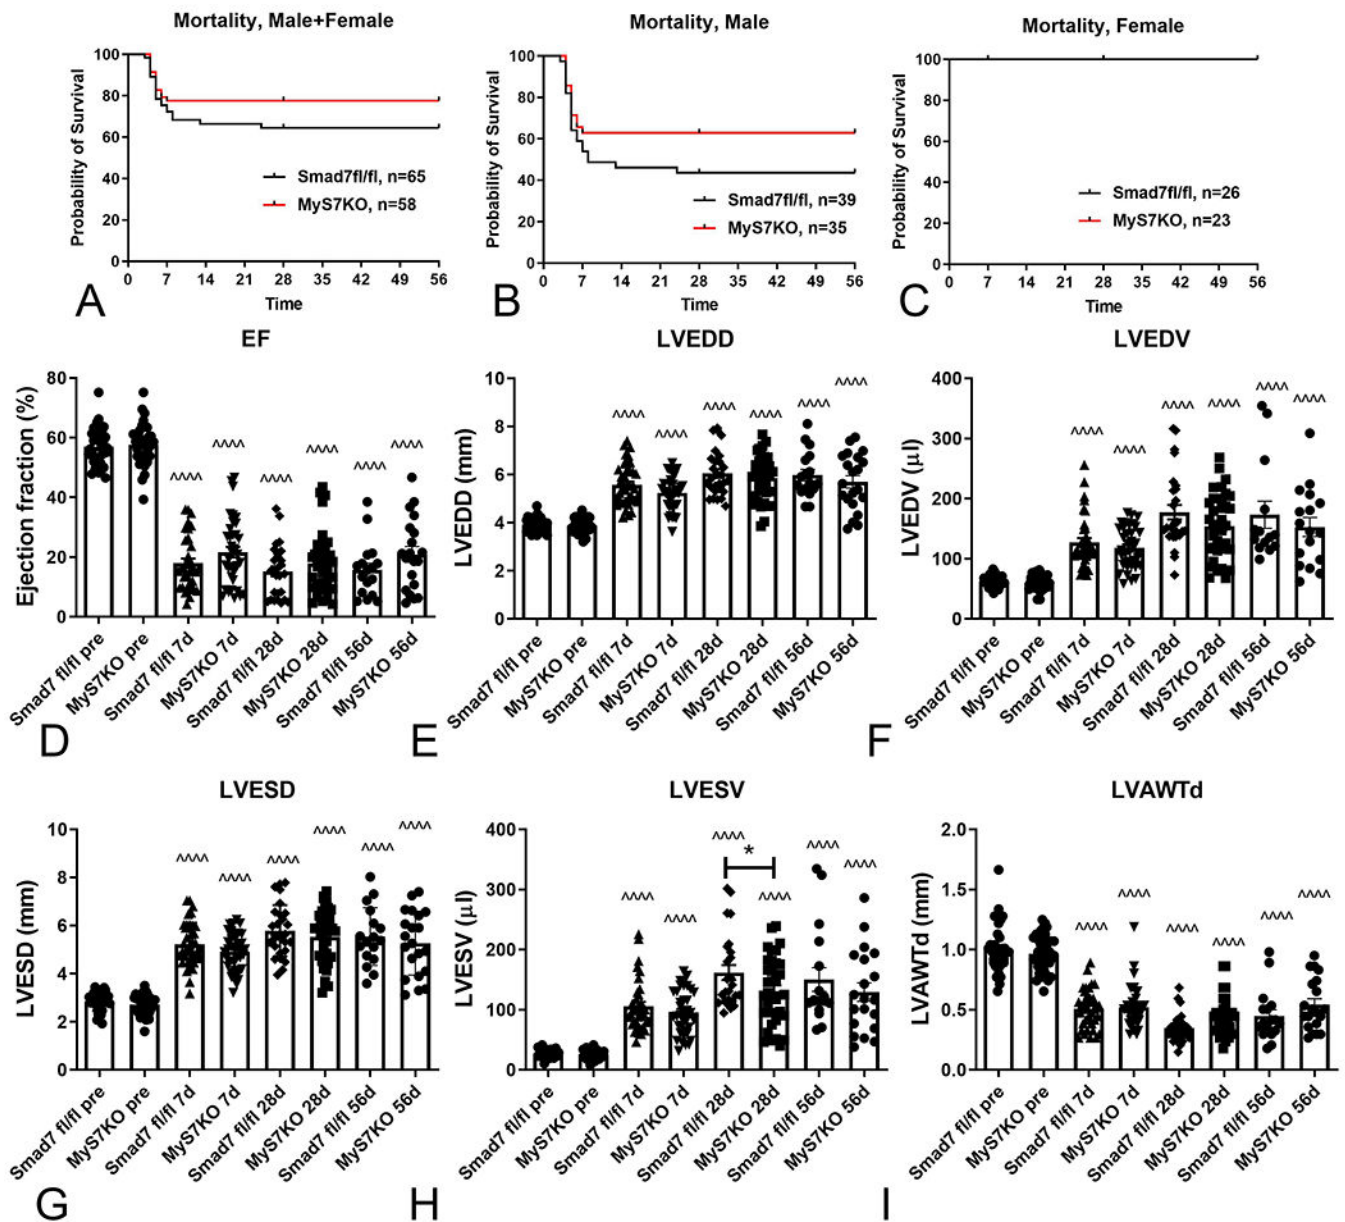 Mortality, Male+Female
Probability of Survival
100
80
60
40
20
0
Smad7fl/fl, n=65
MyS7KO, n=58
0 7 14 21 28 35 42 49 56
Time
A
Mortality, Male
Probability of Survival
100
80
60
40
20
0
Smad7fl/fl, n=39
MyS7KO, n=35
0 7 14 21 28 35 42 49 56
Time
B
Mortality, Female
Probability of Survival
100
80
60
40
20
0
Smad7fl/fl, n=26
MyS7KO, n=23
0 7 14 21 28 35 42 49 56
Time
C
EF
Ejection fraction (%)
80
60
40
20
0
^^^^ ^^^^ ^^^^ ^^^^ ^^^^ ^^^^
Smad7 fl/fl pre
MyS7KO pre
Smad7 fl/fl 7d
MyS7KO 7d
Smad7 fl/fl 28d
MyS7KO 28d
Smad7 fl/fl 56d
MyS7KO 56d
D
LVEDD
LVEDD (mm)
10
8
6
4
2
0
^^^^ ^^^^ ^^^^ ^^^^ ^^^^ ^^^^
Smad7 fl/fl pre
MyS7KO pre
Smad7 fl/fl 7d
MyS7KO 7d
Smad7 fl/fl 28d
MyS7KO 28d
Smad7 fl/fl 56d
MyS7KO 56d
E
LVEDV
LVEDV (µl)
400
300
200
100
0
^^^^ ^^^^ ^^^^ ^^^^ ^^^^ ^^^^
Smad7 fl/fl pre
MyS7KO pre
Smad7 fl/fl 7d
MyS7KO 7d
Smad7 fl/fl 28d
MyS7KO 28d
Smad7 fl/fl 56d
MyS7KO 56d
F
LVESD
LVESD (mm)
10
8
6
4
2
0
^^^^ ^^^^ ^^^^ ^^^^ ^^^^ ^^^^
Smad7 fl/fl pre
MyS7KO pre
Smad7 fl/fl 7d
MyS7KO 7d
Smad7 fl/fl 28d
MyS7KO 28d
Smad7 fl/fl 56d
MyS7KO 56d
G
LVESV
LVESV (µl)
400
300
200
100
0
^^^^ ^^^^ ^^^^ * ^^^^ ^^^^ ^^^^
Smad7 fl/fl pre
MyS7KO pre
Smad7 fl/fl 7d
MyS7KO 7d
Smad7 fl/fl 28d
MyS7KO 28d
Smad7 fl/fl 56d
MyS7KO 56d
H
LVAWTd
LVAWTd (mm)
2.0
1.5
1.0
0.5
0.0
^^^^ ^^^^ ^^^^ ^^^^ ^^^^ ^^^^
Smad7 fl/fl pre
MyS7KO pre
Smad7 fl/fl 7d
MyS7KO 7d
Smad7 fl/fl 28d
MyS7KO 28d
Smad7 fl/fl 56d
MyS7KO 56d
I